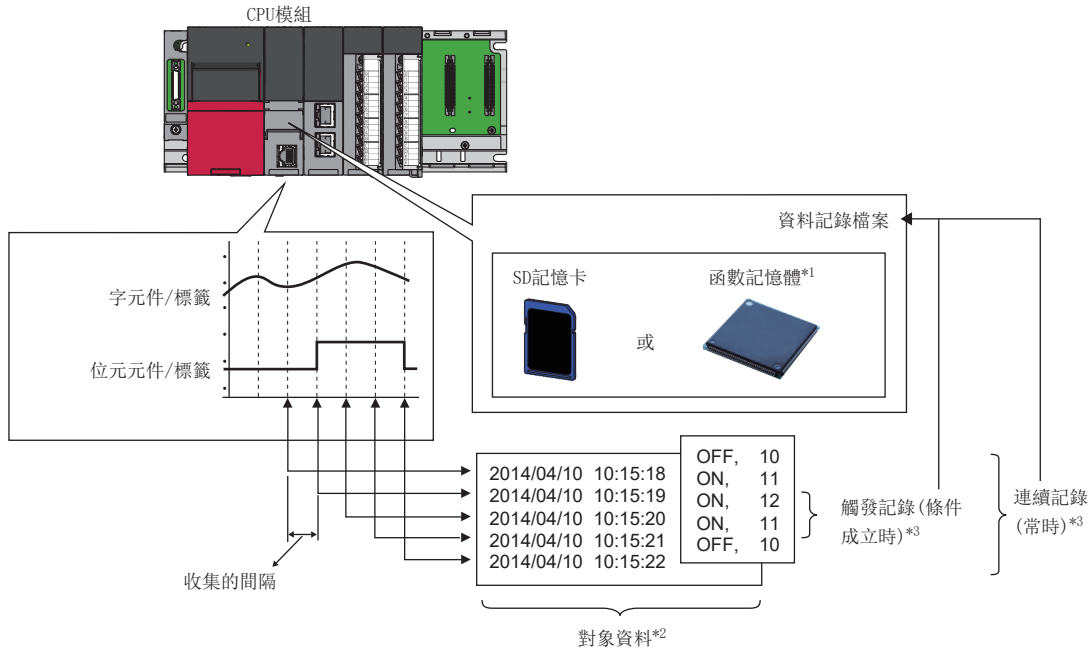 CPU模組
資料記錄檔案
SD記憶卡
函數記憶體*1
或
字元件/標籤
位元元件/標籤
2014/04/10 10:15:18
2014/04/10 10:15:19
2014/04/10 10:15:20
2014/04/10 10:15:21
2014/04/10 10:15:22
OFF, 10
ON, 11
ON, 12
ON, 11
OFF, 10
觸發記錄(條件
成立時)*3
連續記錄
(常時)*3
收集的間隔
對象資料*2